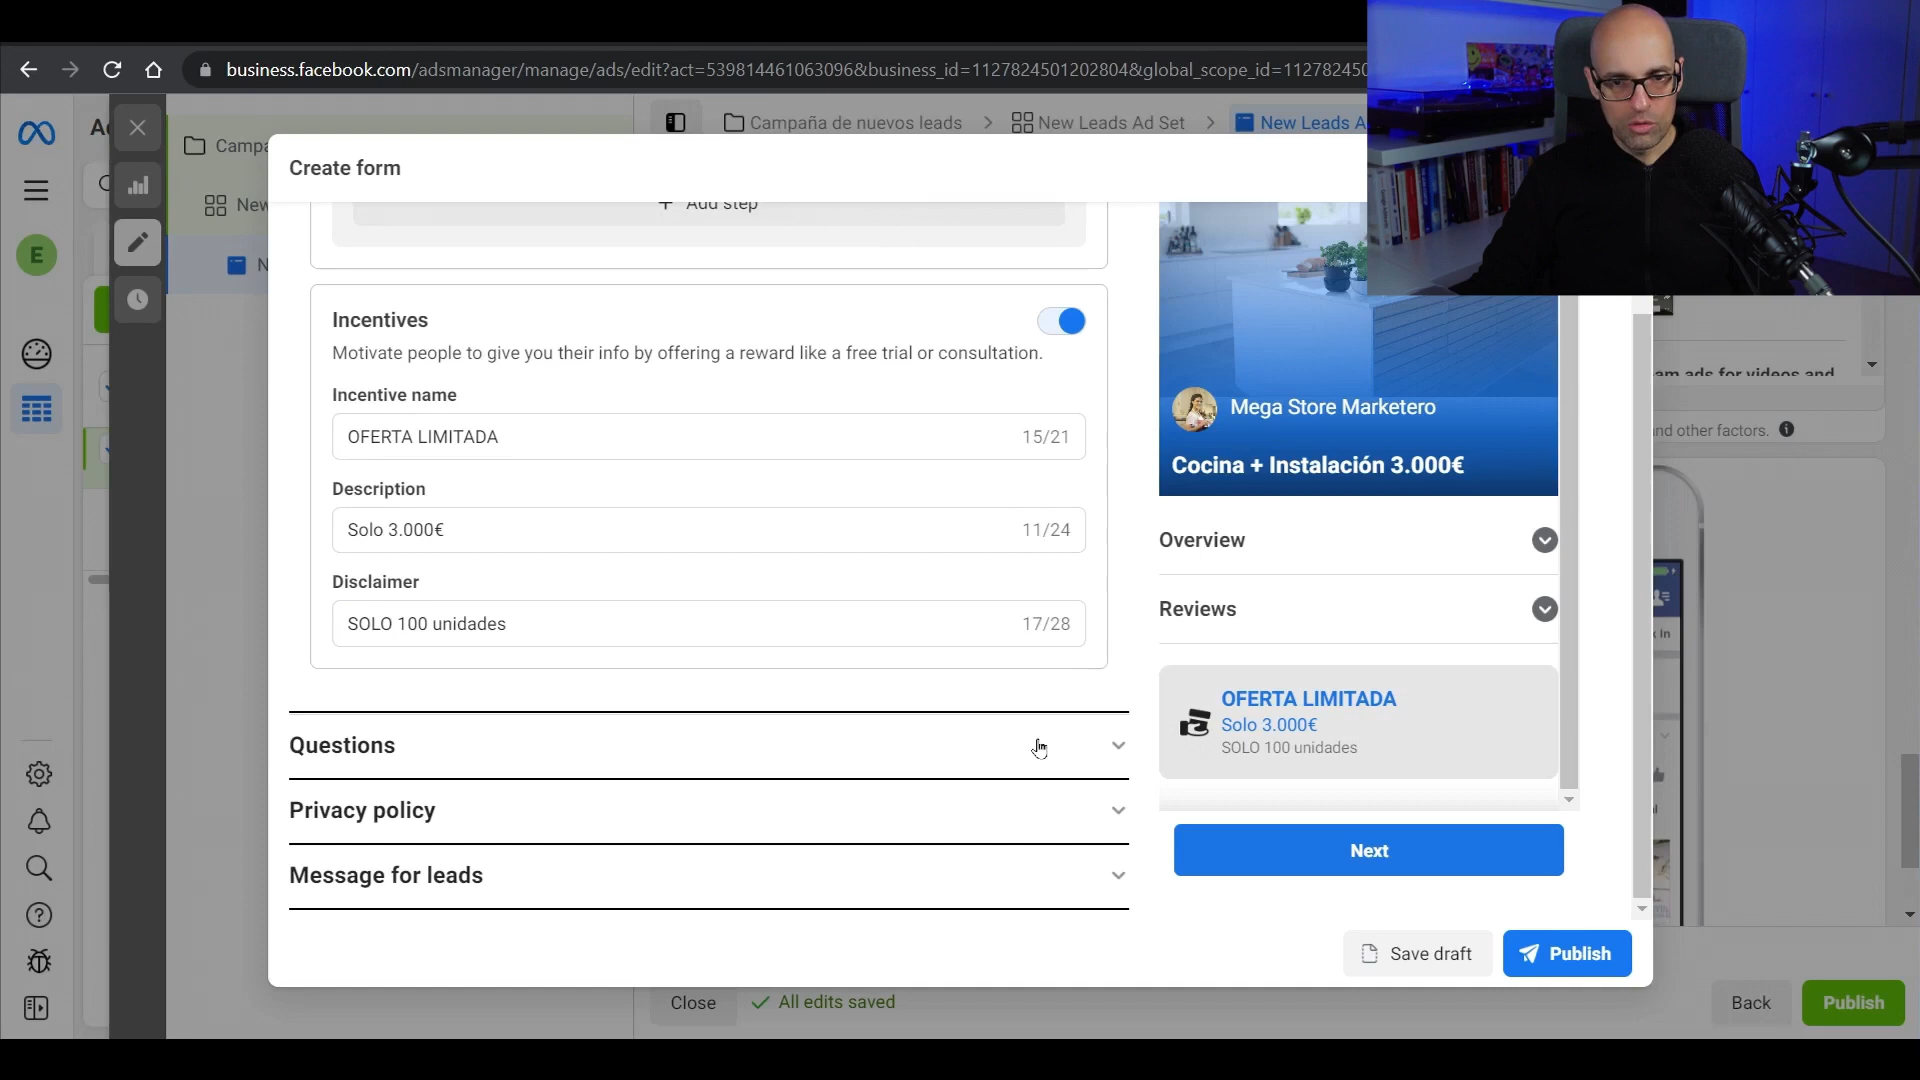 business.facebook.com/adsmanager/manage/ads/edit?act=539814461063096&business_id=1127824501202804&global_scope_id=112782450
Campaña de nuevos leads > New Leads Ad Set > New Leads A
E
Create form
+ Add step
Incentives
Motivate people to give you their info by offering a reward like a free trial or consultation.
Incentive name
OFERTA LIMITADA 15/21
Description
Solo 3.000€ 11/24
Disclaimer
SOLO 100 unidades 17/28
Questions
Privacy policy
Message for leads
Mega Store Marketero
Cocina + Instalación 3.000€
Overview
Reviews
OFERTA LIMITADA
Solo 3.000€
SOLO 100 unidades
Next
Save draft
Publish
am ads for videos and
and other factors.
Close
All edits saved
Back
Publish